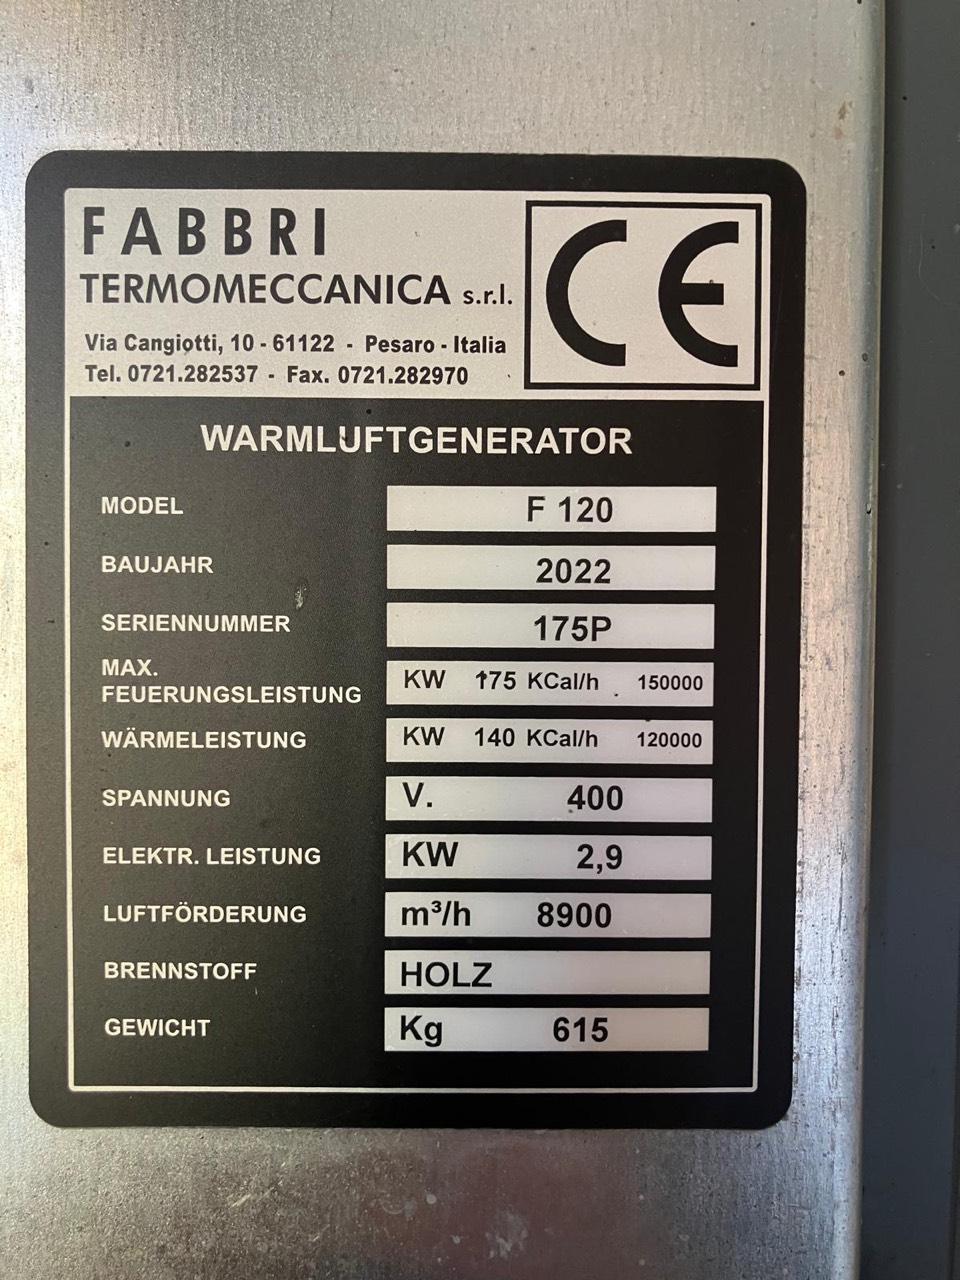 FABBRI
TERMOMECCANICA s.r.l.
Via Cangiotti, 10 - 61122 - Pesaro - Italia
Tel. 0721.282537 - Fax. 0721.282970
CE
WARMLUFTGENERATOR
MODEL F 120
BAUJAHR 2022
SERIENNUMMER 175P
MAX.
FEUERUNGSLEISTUNG KW 175 KCal/h 150000
WÄRMELEISTUNG KW 140 KCal/h 120000
SPANNUNG V. 400
ELEKTR. LEISTUNG KW 2,9
LUFTFÖRDERUNG m³/h 8900
BRENNSTOFF HOLZ
GEWICHT Kg 615